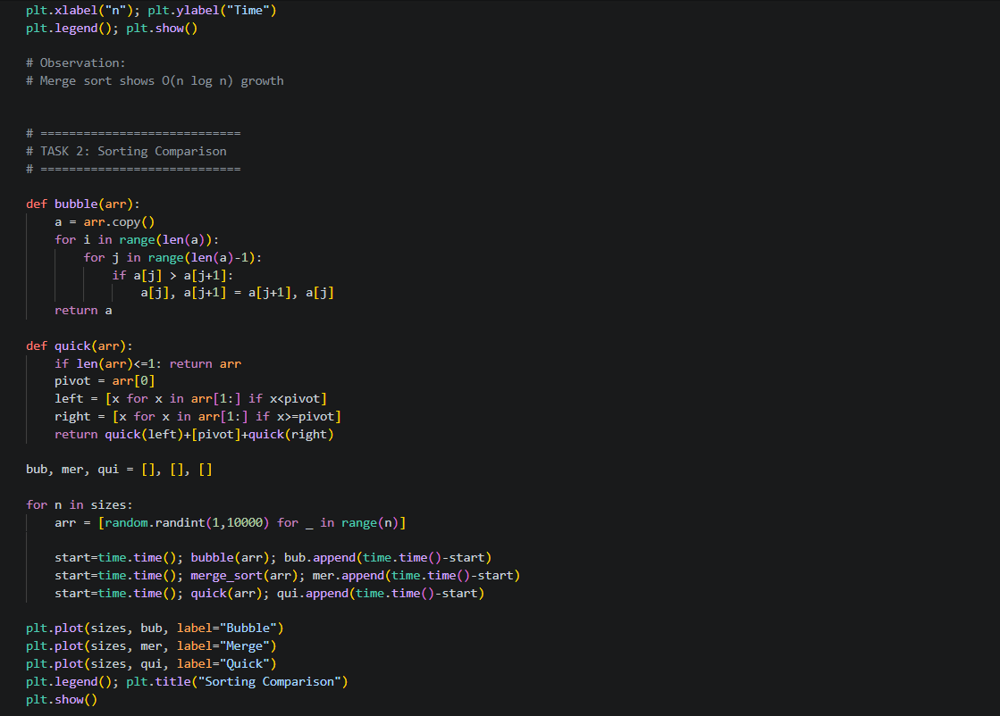 plt.xlabel("n"); plt.ylabel("Time")
plt.legend(); plt.show()
# Observation:
# Merge sort shows O(n log n) growth
# ============================
# TASK 2: Sorting Comparison
# ============================
def bubble(arr):
    a = arr.copy()
    for i in range(len(a)):
        for j in range(len(a)-1):
            if a[j] > a[j+1]:
                a[j], a[j+1] = a[j+1], a[j]
    return a
def quick(arr):
    if len(arr)<=1: return arr
    pivot = arr[0]
    left = [x for x in arr[1:] if x<pivot]
    right = [x for x in arr[1:] if x>=pivot]
    return quick(left)+[pivot]+quick(right)
bub, mer, qui = [], [], []
for n in sizes:
    arr = [random.randint(1,10000) for _ in range(n)]
    start=time.time(); bubble(arr); bub.append(time.time()-start)
    start=time.time(); merge_sort(arr); mer.append(time.time()-start)
    start=time.time(); quick(arr); qui.append(time.time()-start)
plt.plot(sizes, bub, label="Bubble")
plt.plot(sizes, mer, label="Merge")
plt.plot(sizes, qui, label="Quick")
plt.legend(); plt.title("Sorting Comparison")
plt.show()